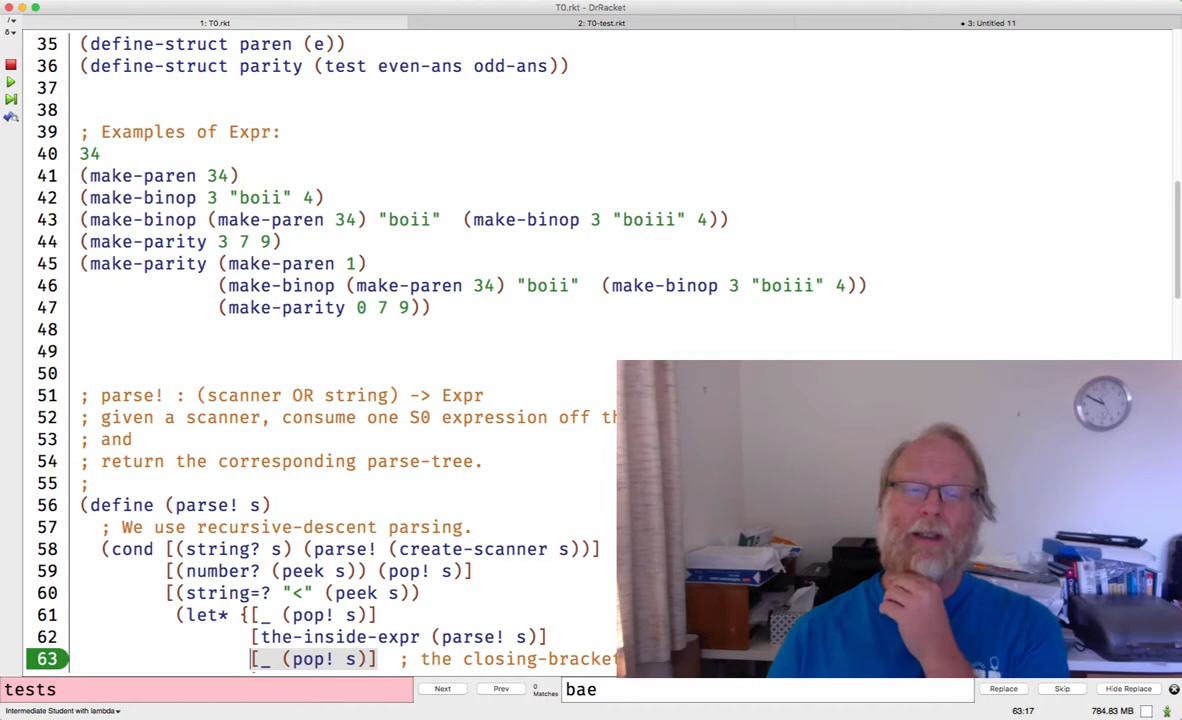 T0.rkt - DrRacket
1: T0.rkt
2: T0-test.rkt
• 3: Untitled 11
35 (define-struct paren (e))
36 (define-struct parity (test even-ans odd-ans))
37
38
39 ; Examples of Expr:
40 34
41 (make-paren 34)
42 (make-binop 3 "boii" 4)
43 (make-binop (make-paren 34) "boii"  (make-binop 3 "boiii" 4))
44 (make-parity 3 7 9)
45 (make-parity (make-paren 1)
46 (make-binop (make-paren 34) "boii"  (make-binop 3 "boiii" 4))
47 (make-parity 0 7 9))
48
49
50
51 ; parse! : (scanner OR string) -> Expr
52 ; given a scanner, consume one S0 expression off th
53 ; and
54 ; return the corresponding parse-tree.
55 ;
56 (define (parse! s)
57 ; We use recursive-descent parsing.
58 (cond [(string? s) (parse! (create-scanner s))]
59 [(number? (peek s)) (pop! s)]
60 [(string=? "<" (peek s))
61 (let* {[_ (pop! s)]
62 [the-inside-expr (parse! s)]
63 [_ (pop! s)]  ; the closing-bracket
tests
Next
Prev
0
Matches
bae
Replace
Skip
Hide Replace
Intermediate Student with lambda
63:17
784.83 MB